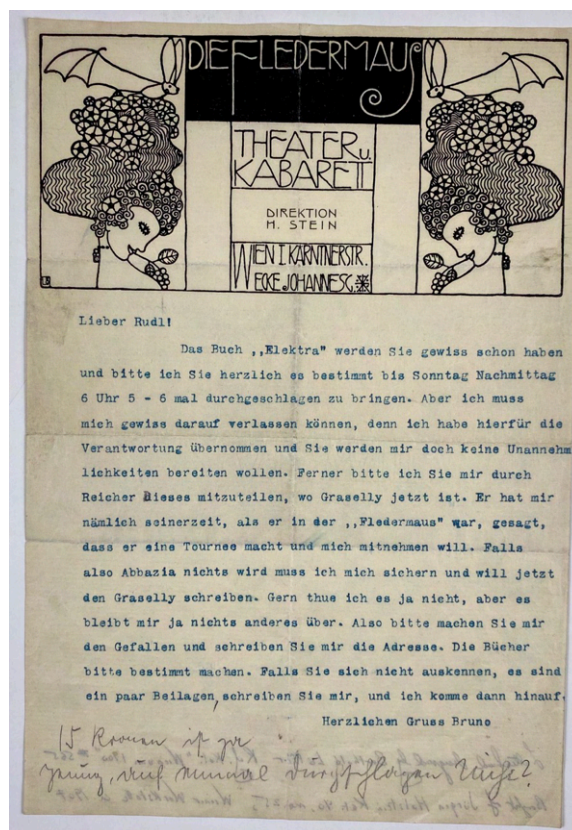 DIE FLEDERMAUS
THEATER u.
KABARETT
DIREKTION
M. STEIN
WIEN I KÄRNTNERSTR.
ECKE JOHANNESG.
Lieber Rudl!
Das Buch ,,Elektra" werden Sie gewiss schon haben
und bitte ich Sie herzlich es bestimmt bis Sonntag Nachmittag
6 Uhr 5 - 6 mal durchgeschlagen zu bringen. Aber ich muss
mich gewiss darauf verlassen können, denn ich habe hierfür die
Verantwortung übernommen und Sie werden mir doch keine Unannehm
lichkeiten bereiten wollen. Ferner bitte ich Sie mir durch
Reicher dieses mitzuteilen, wo Graselly jetzt ist. Er hat mir
nämlich seinerzeit, als er in der ,,Fledermaus" war, gesagt,
dass er eine Tournee macht und mich mitnehmen will. Falls
also Abbazia nichts wird muss ich mich sichern und will jetzt
den Graselly schreiben. Gern thue ich es ja nicht, aber es
bleibt mir ja nichts anderes über. Also bitte machen Sie mir
den Gefallen und schreiben Sie mir die Adresse. Die Bücher
bitte bestimmt machen. Falls Sie sich nicht auskennen, es sind
ein paar Beilagen, schreiben Sie mir, und ich komme dann hinauf.
Herzlichen Gruss Bruno
15 Kronen ist ja
genug, auf einmal durchschlagen